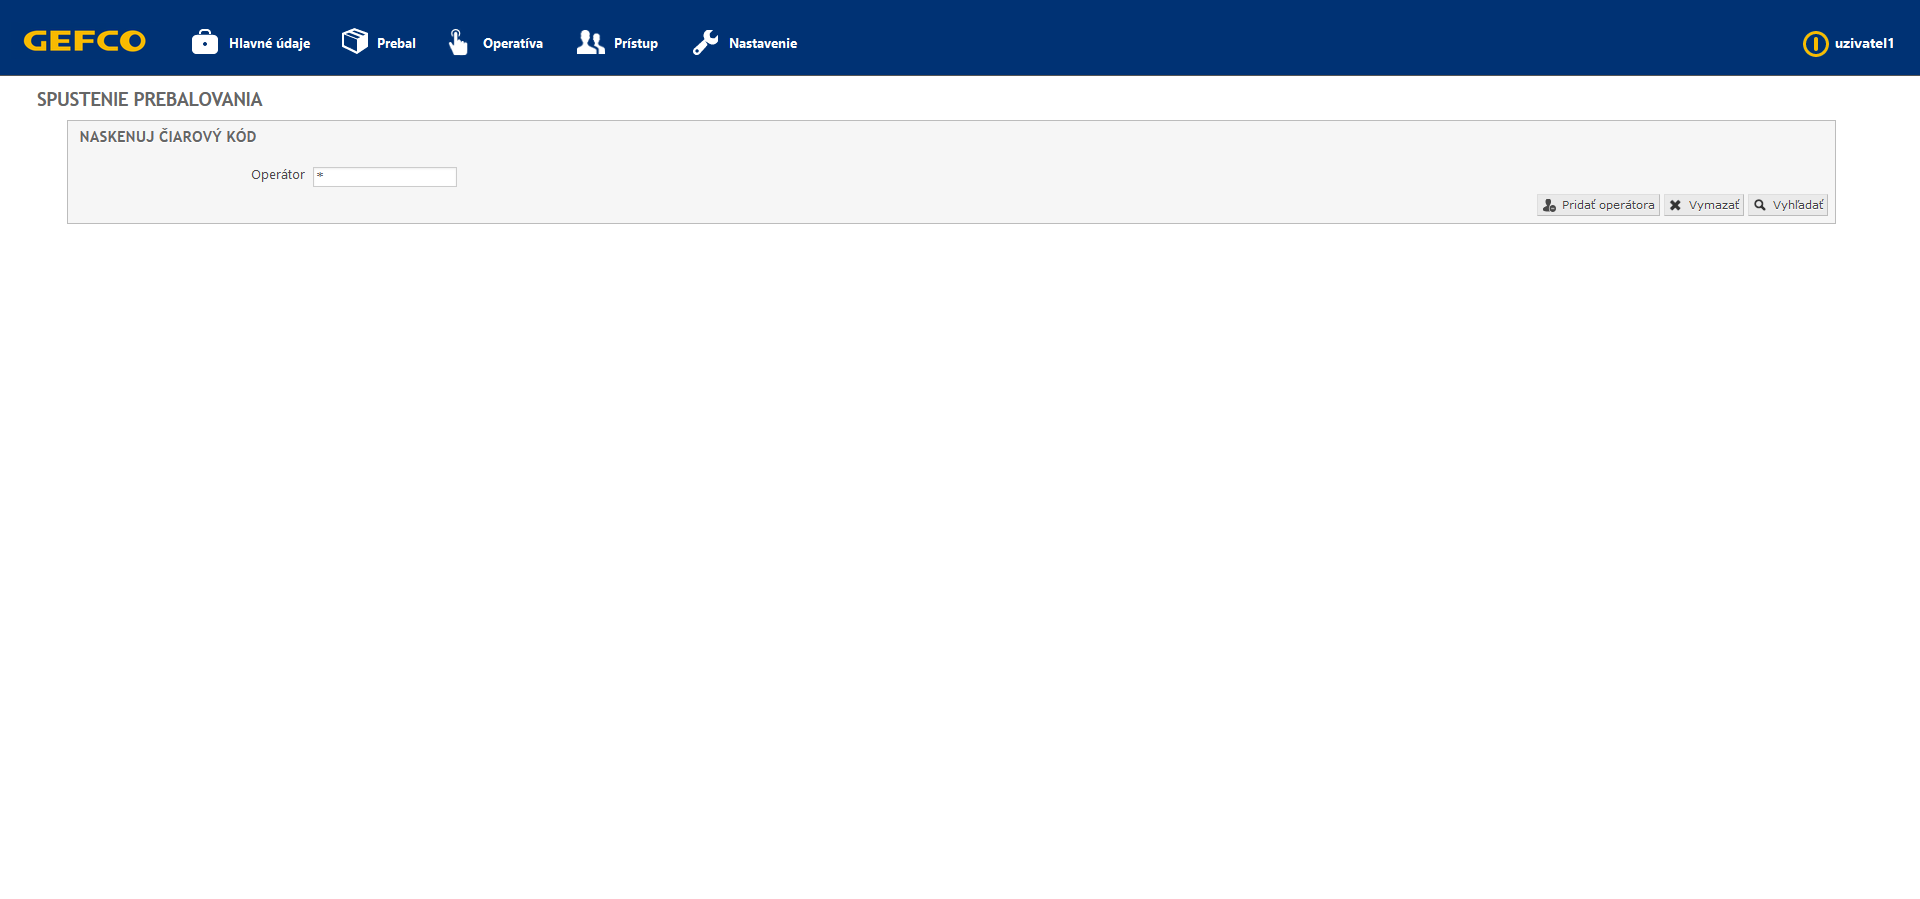 GEFCO Hlavné údaje Prebal Operatíva Prístup Nastavenie uzivatel1
SPUSTENIE PREBALOVANIA
NASKENUJ ČIAROVÝ KÓD
Operátor *
Pridať operátora Vymazať Vyhľadať